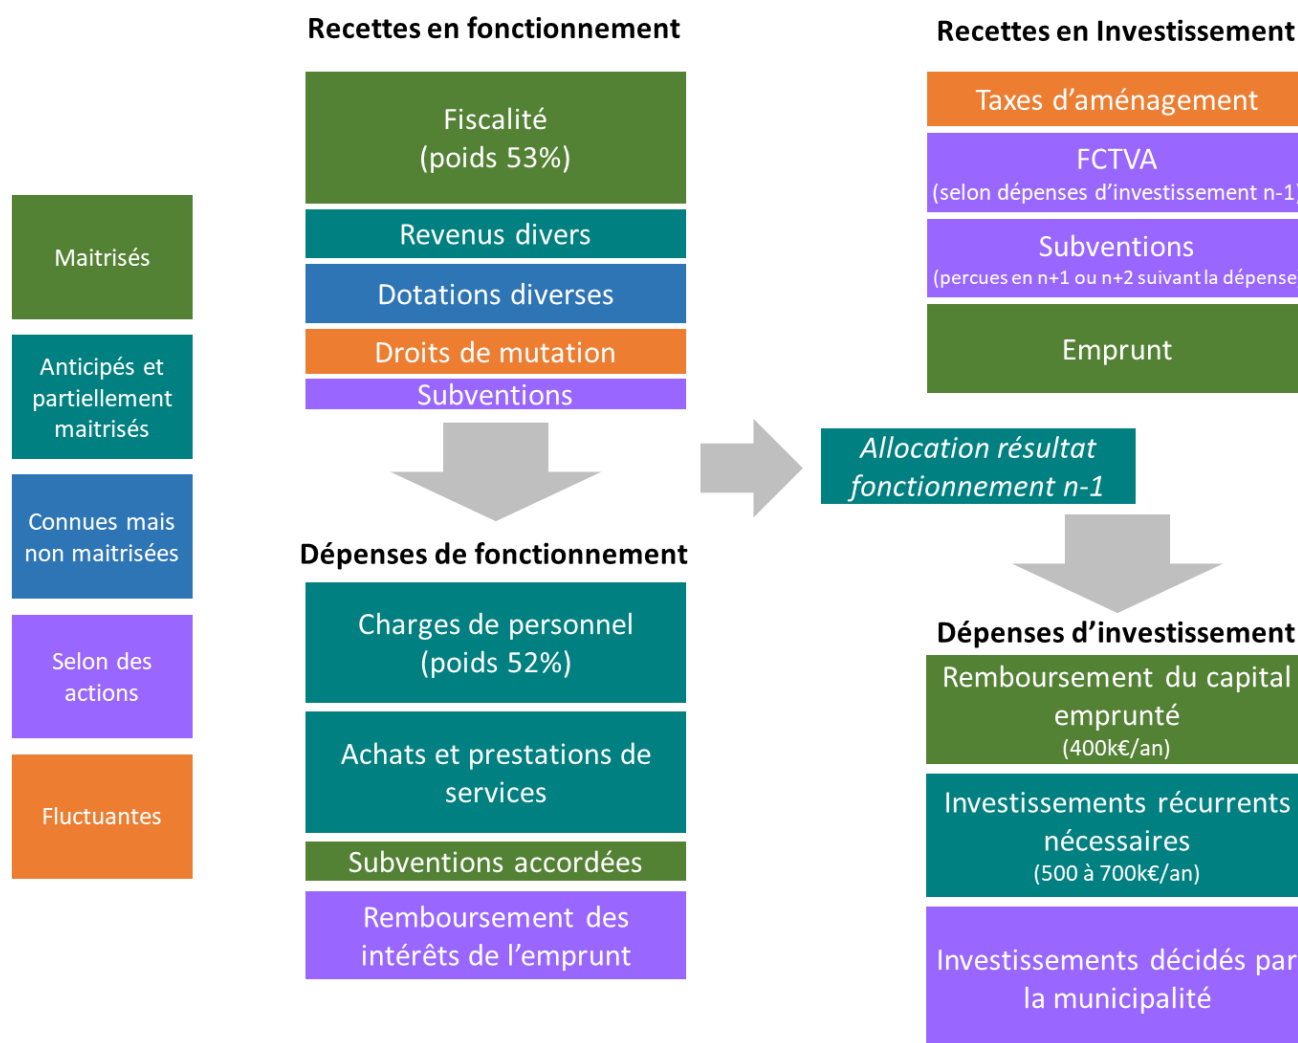 Recettes en fonctionnement
Fiscalité
(poids 53%)
Revenus divers
Dotations diverses
Droits de mutation
Subventions
Recettes en Investissement
Taxes d’aménagement
FCTVA
(selon dépenses d’investissement n-1)
Subventions
(percues en n+1 ou n+2 suivant la dépense)
Emprunt
Maitrisés
Anticipés et
partiellement
maitrisés
Connues mais
non maitrisées
Selon des
actions
Fluctuantes
Allocation résultat
fonctionnement n-1
Dépenses de fonctionnement
Charges de personnel
(poids 52%)
Achats et prestations de
services
Subventions accordées
Remboursement des
intérêts de l’emprunt
Dépenses d’investissement
Remboursement du capital
emprunté
(400k€/an)
Investissements récurrents
nécessaires
(500 à 700k€/an)
Investissements décidés par
la municipalité